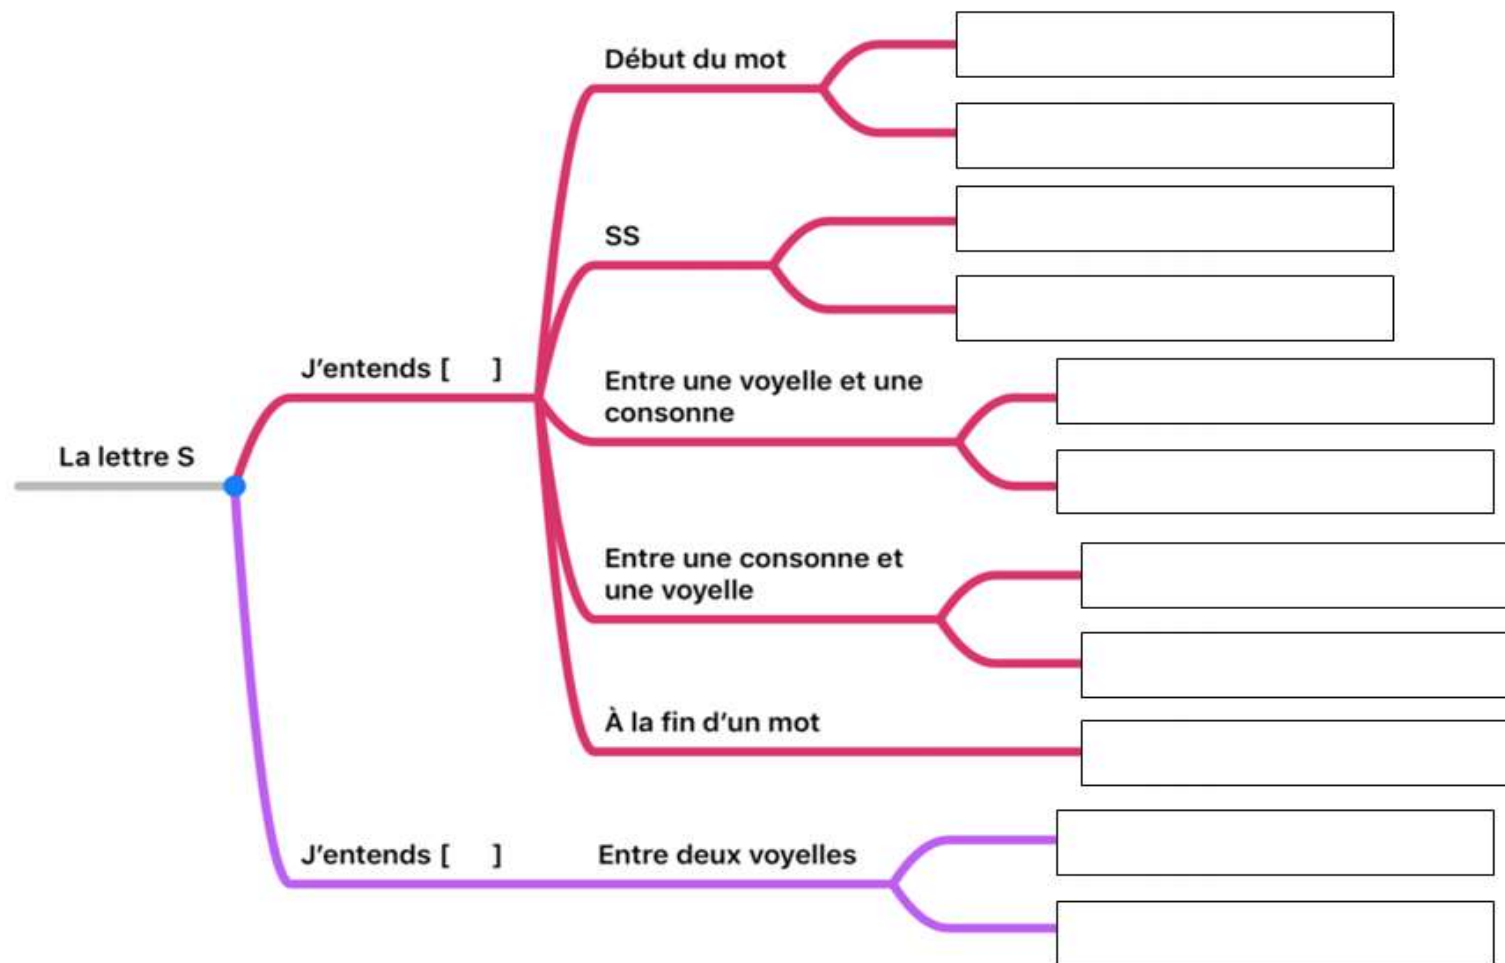 Début du mot
SS
J'entends [ ]
Entre une voyelle et une
consonne
La lettre S
Entre une consonne et
une voyelle
À la fin d'un mot
J'entends [ ]
Entre deux voyelles